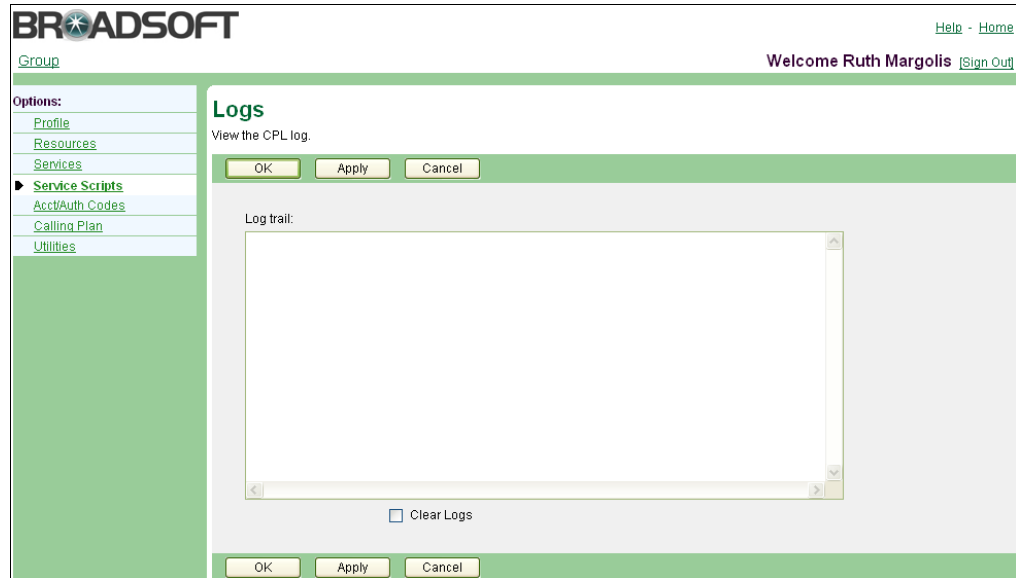 BROADSOFT
Help - Home
Group
Welcome Ruth Margolis [Sign Out]
Options:
Profile
Resources
Services
Service Scripts
Acct/Auth Codes
Calling Plan
Utilities
Logs
View the CPL log.
OK Apply Cancel
Log trail:
Clear Logs
OK Apply Cancel